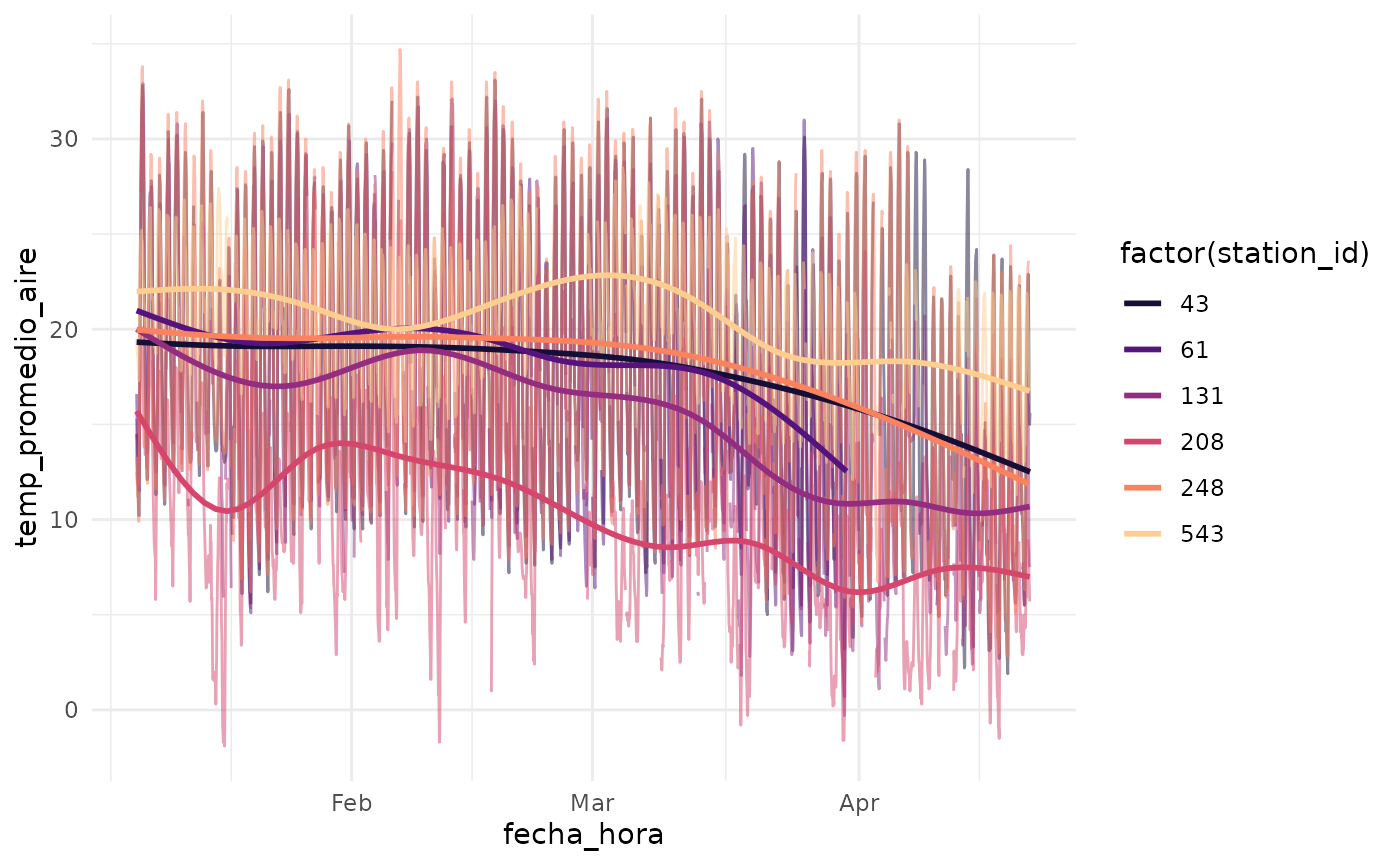 temp_promedio_aire
30
20
10
0
Feb
Mar
Apr
fecha_hora
factor(station_id)
43
61
131
208
248
543